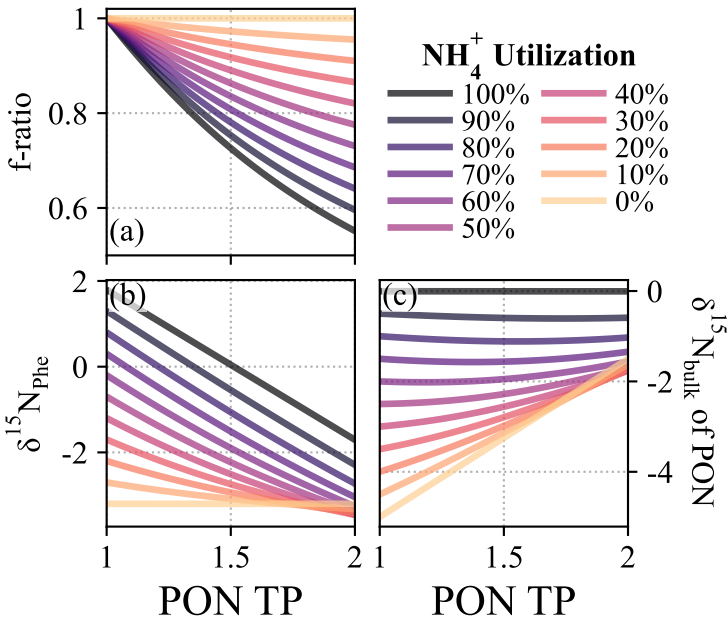 1
0.8
0.6
f-ratio
(a)
NH4+ Utilization
100%
90%
80%
70%
60%
50%
40%
30%
20%
10%
0%
2
0
-2
δ15NPhe
(b)
1
1.5
2
PON TP
(c)
0
-2
-4
δ15Nbulk of PON
1
1.5
2
PON TP